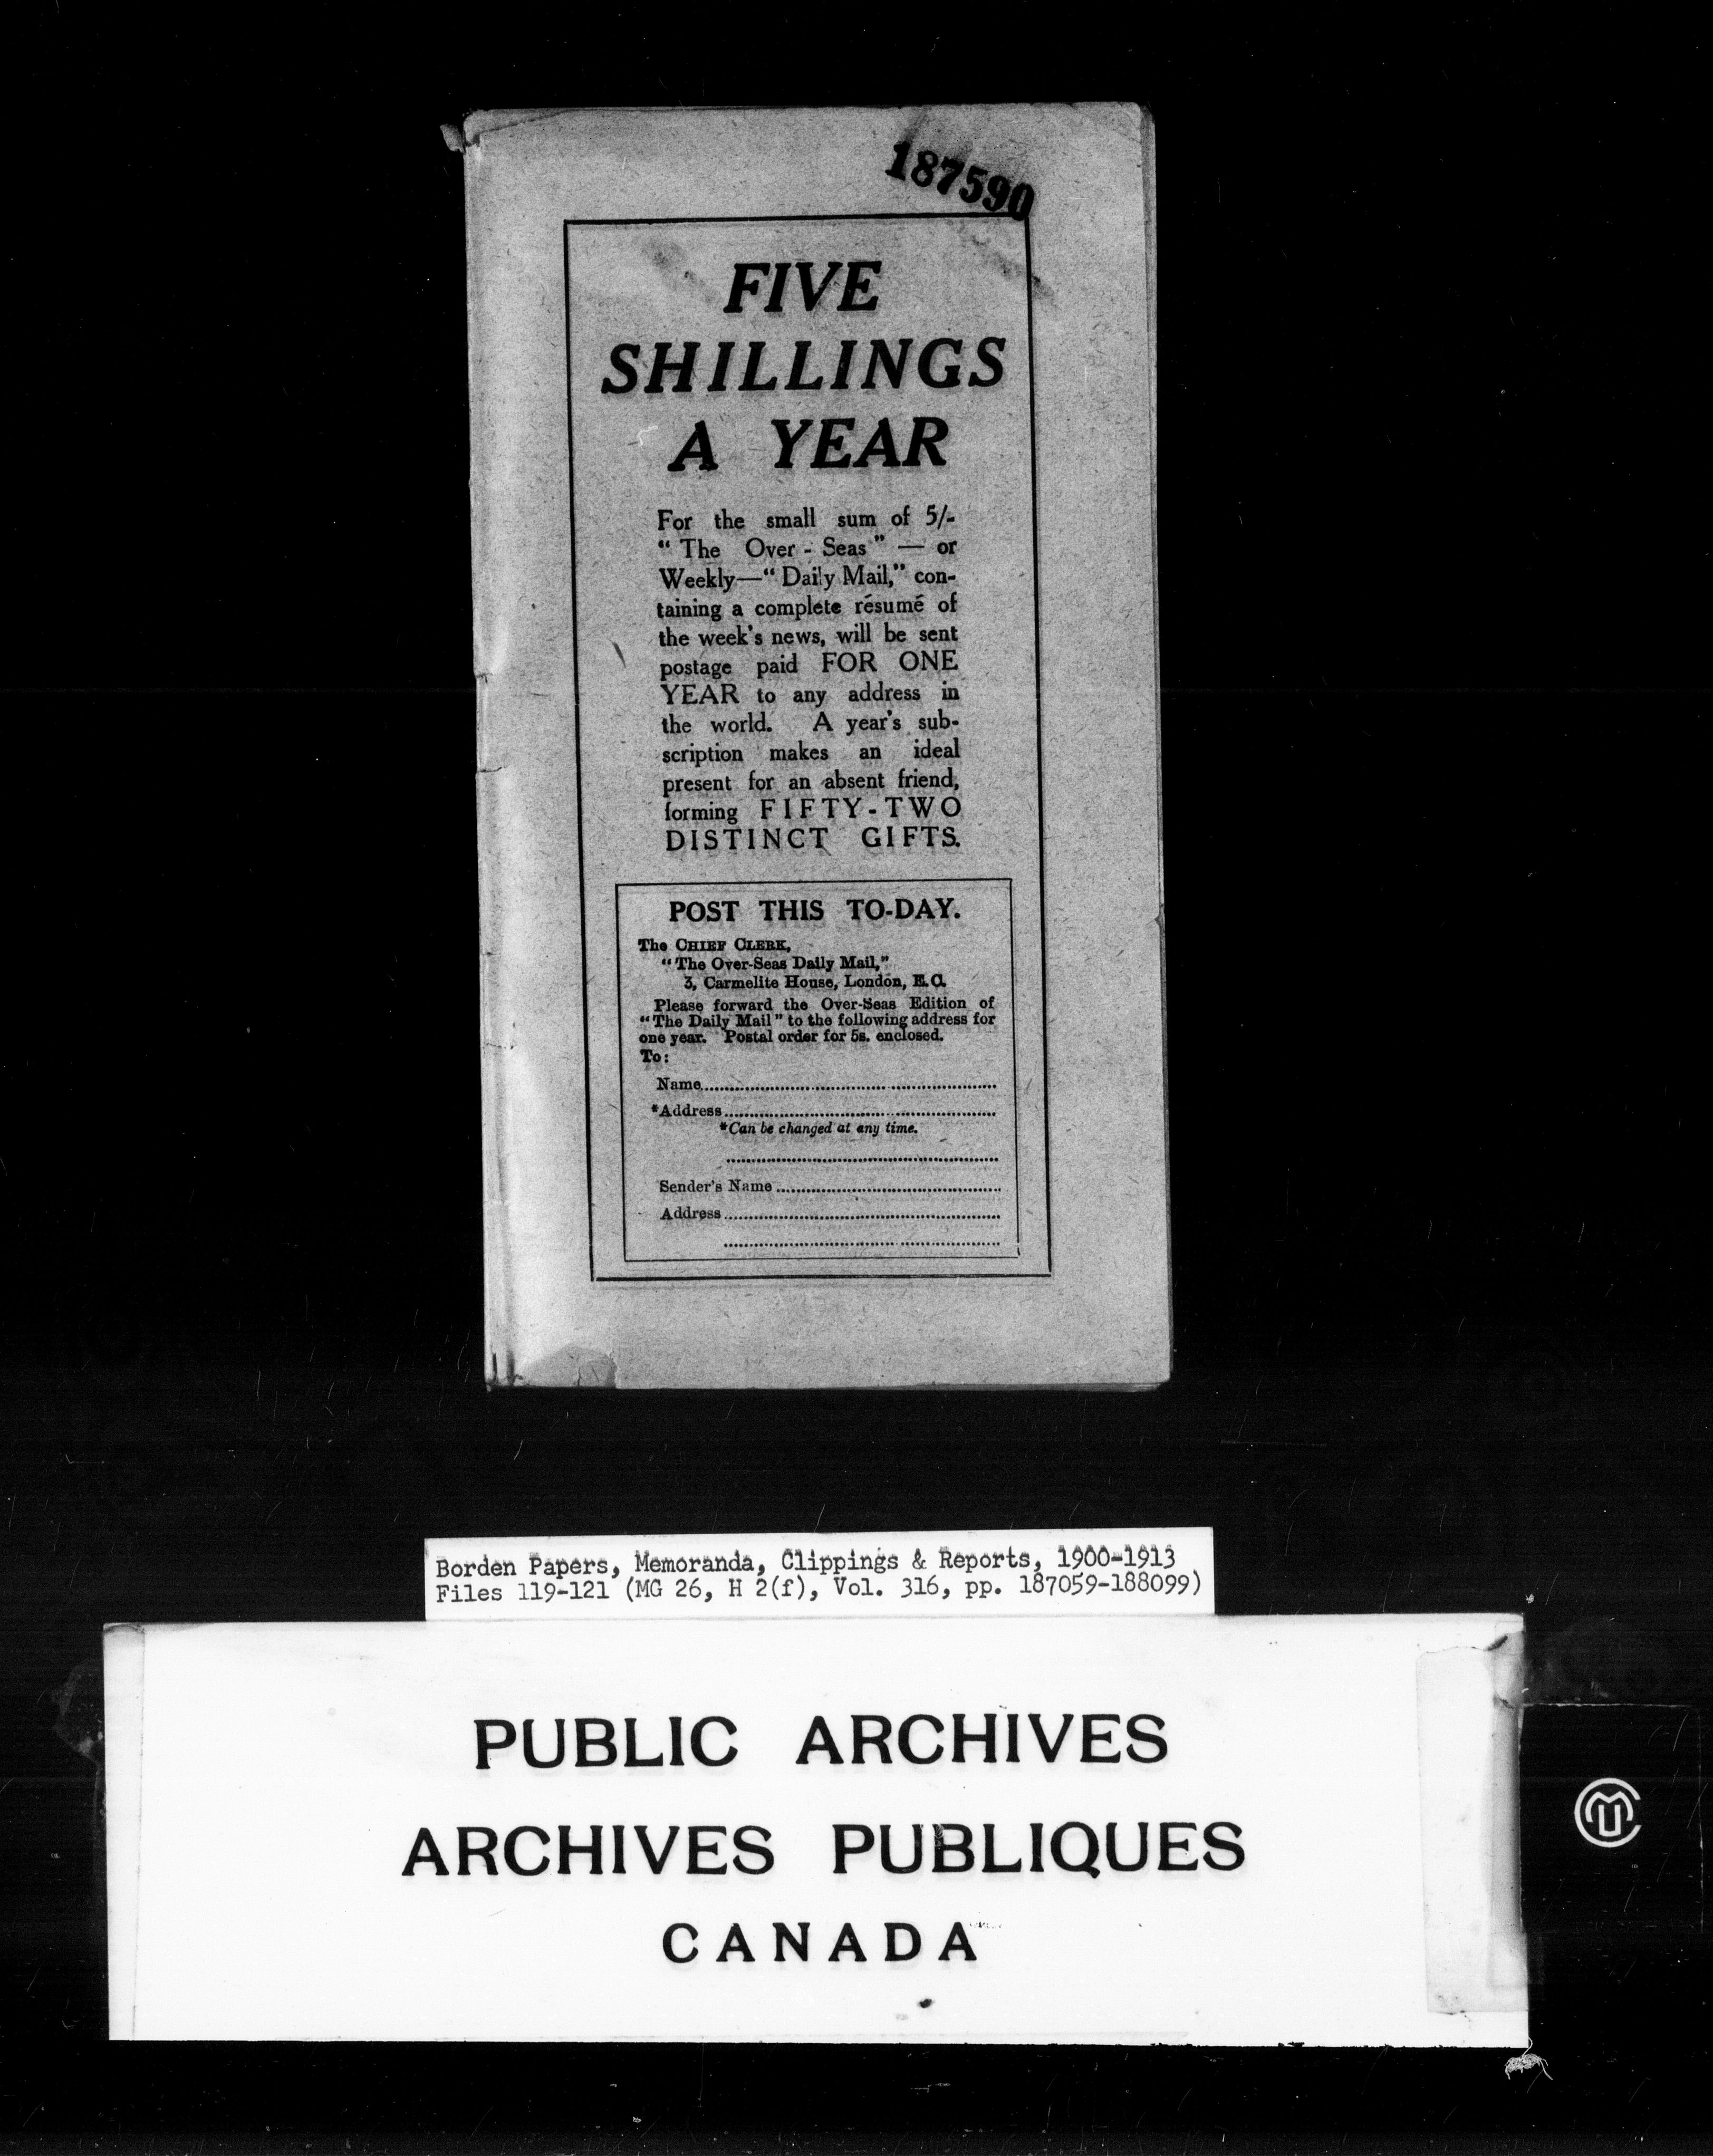 187590
FIVE
SHILLINGS
A YEAR
For the small sum of 5/-
“The Over-Seas” — or
Weekly—“Daily Mail,” con-
taining a complete résumé of
the week's news, will be sent
postage paid FOR ONE
YEAR to any address in
the world. A year's sub-
scription makes an ideal
present for an absent friend,
forming FIFTY-TWO
DISTINCT GIFTS.
POST THIS TO-DAY.
The CHIEF CLERK,
“The Over-Seas Daily Mail,”
3, Carmelite House, London, E.C.
Please forward the Over-Seas Edition of
“The Daily Mail” to the following address for
one year. Postal order for 5s. enclosed.
To:
Name
*Address
*Can be changed at any time.
Sender's Name
Address
Borden Papers, Memoranda, Clippings & Reports, 1900-1913
Files 119-121 (MG 26, H 2(f), Vol. 316, pp. 187059-188099)
PUBLIC ARCHIVES
ARCHIVES PUBLIQUES
CANADA